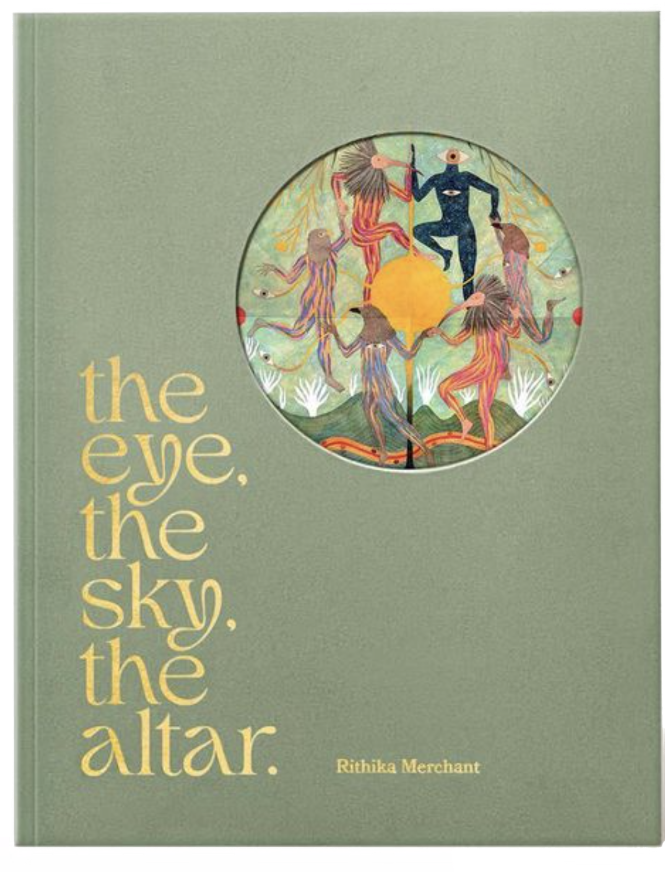 the
eye,
the
sky,
the
altar.
Rithika Merchant